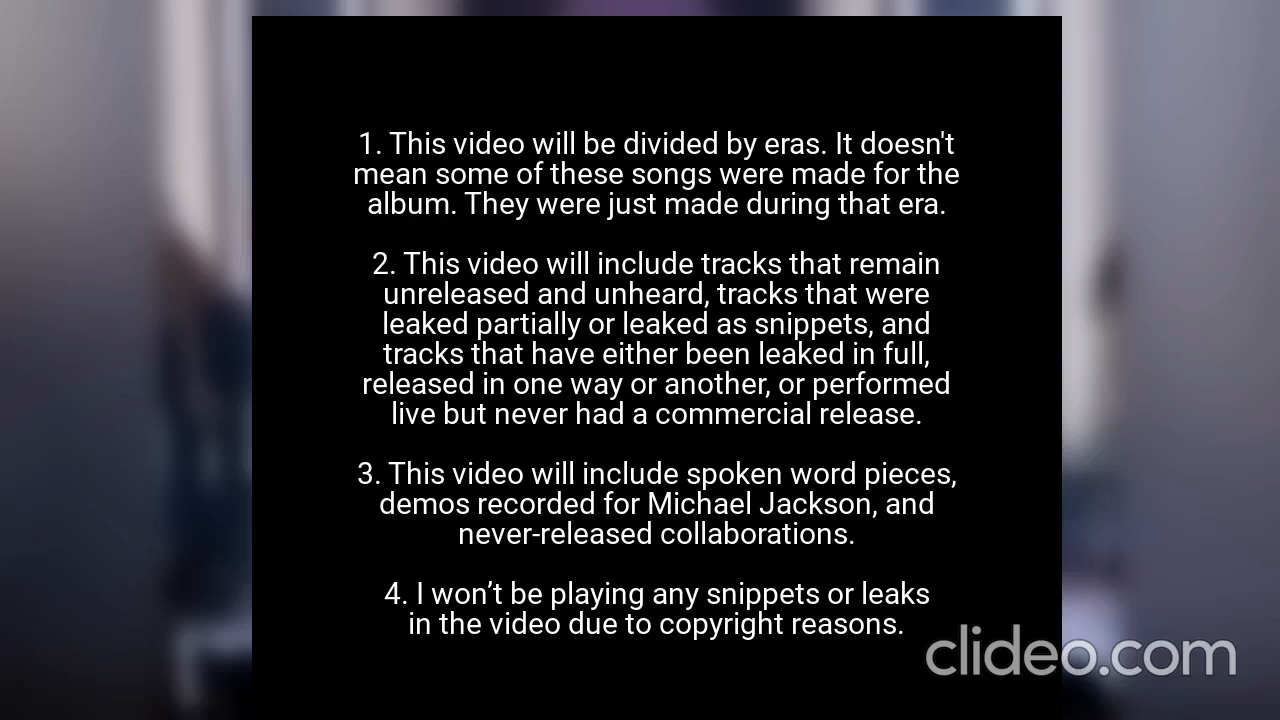 1. This video will be divided by eras. It doesn't
mean some of these songs were made for the
album. They were just made during that era.
2. This video will include tracks that remain
unreleased and unheard, tracks that were
leaked partially or leaked as snippets, and
tracks that have either been leaked in full,
released in one way or another, or performed
live but never had a commercial release.
3. This video will include spoken word pieces,
demos recorded for Michael Jackson, and
never-released collaborations.
4. I won’t be playing any snippets or leaks
in the video due to copyright reasons.
clideo.com